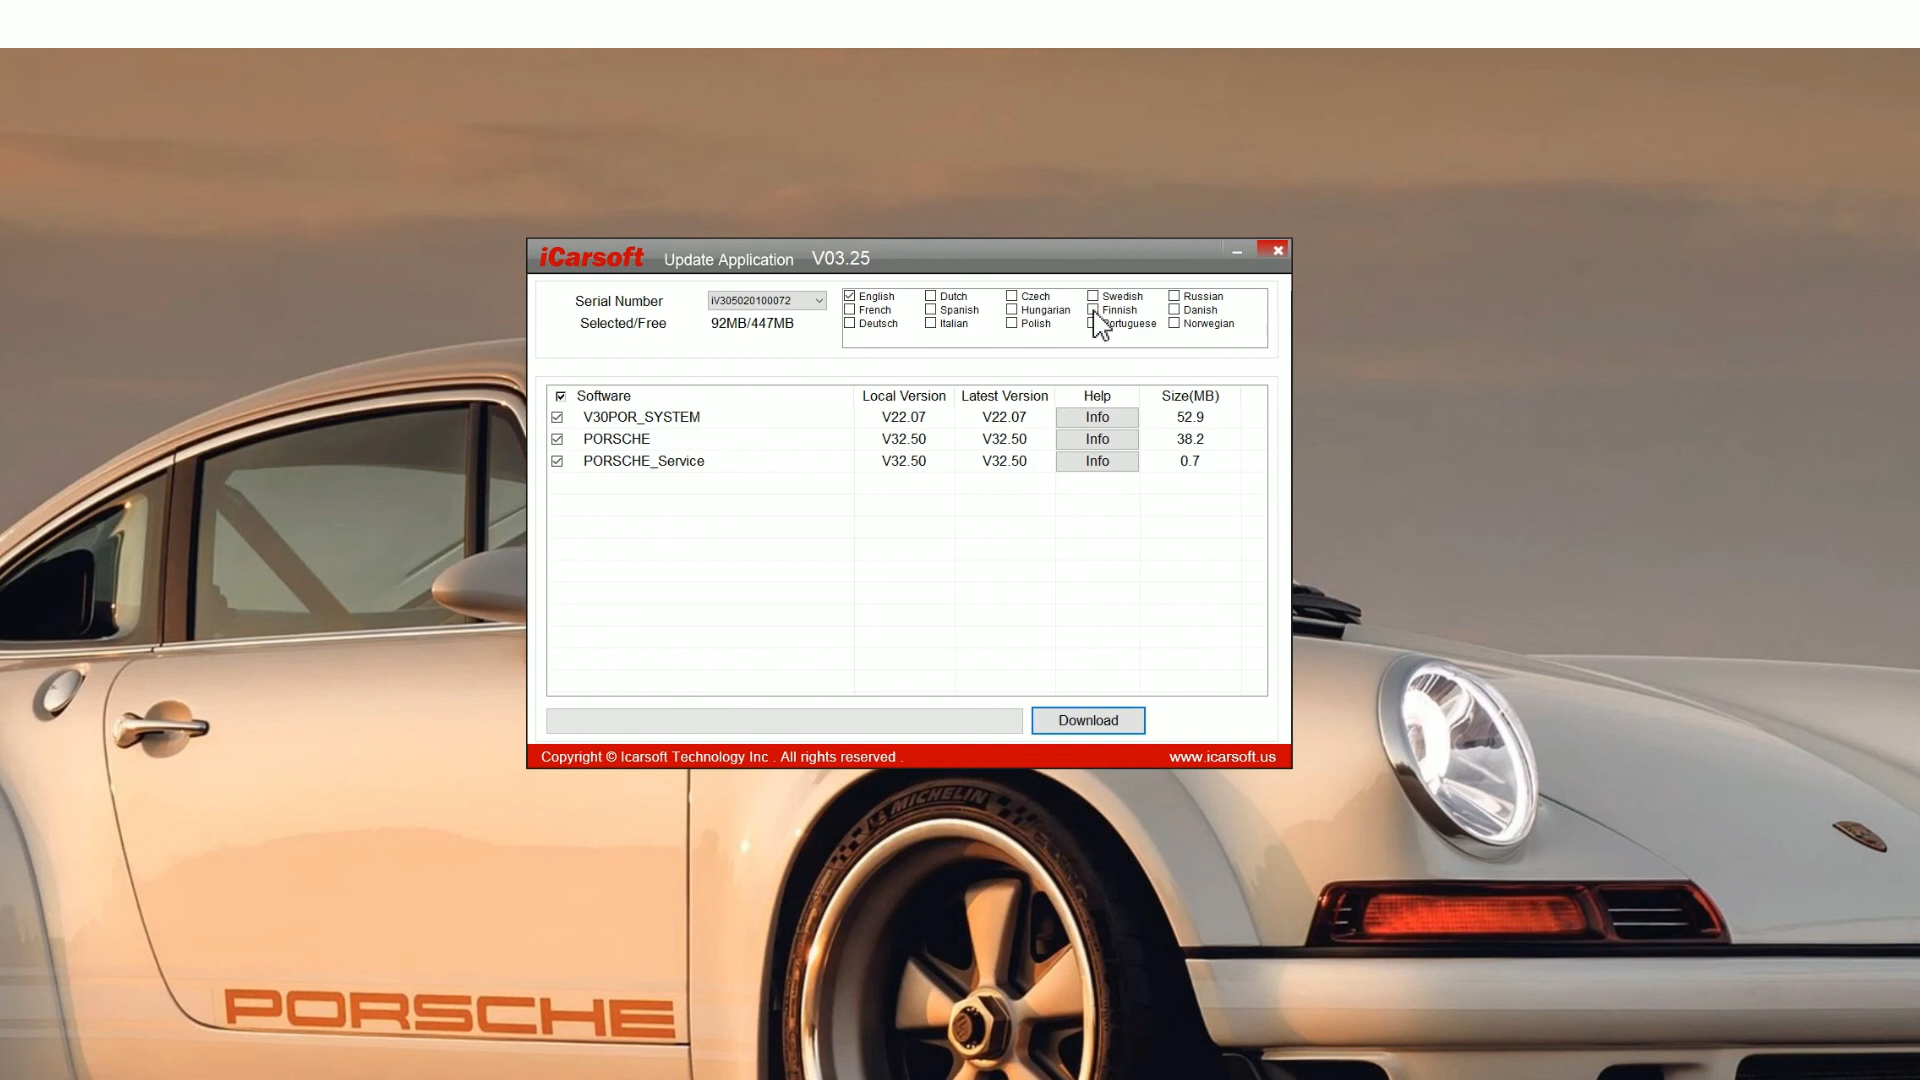 iCarsoft Update Application V03.25
Serial Number iV305020100072
Selected/Free 92MB/447MB
English Dutch Czech Swedish Russian
French Spanish Hungarian Finnish Danish
Deutsch Italian Polish Portuguese Norwegian
Software Local Version Latest Version Help Size(MB)
V30POR_SYSTEM V22.07 V22.07 Info 52.9
PORSCHE V32.50 V32.50 Info 38.2
PORSCHE_Service V32.50 V32.50 Info 0.7
Download
Copyright © Icarsoft Technology Inc . All rights reserved . www.icarsoft.us
MICHELIN
PORSCHE